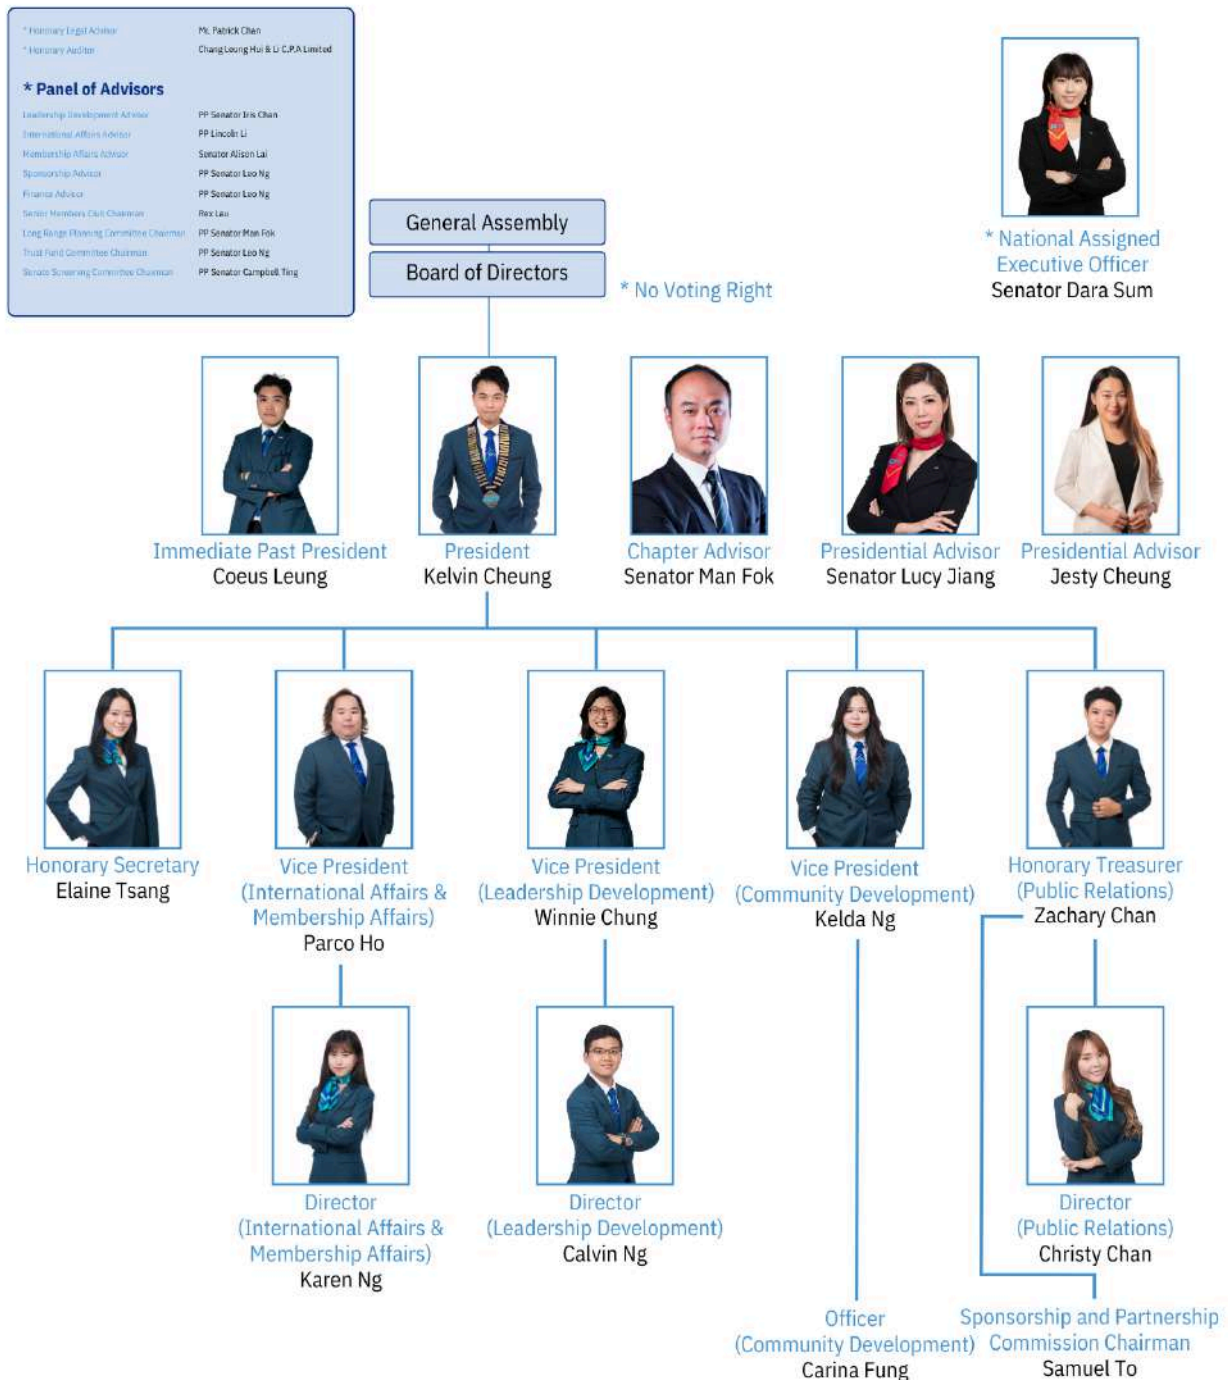 * Honorary Legal Advisor Mr. Patrick Chan
* Honorary Auditor Chang Leung Hui & Li C.P.A Limited
* Panel of Advisors
Leadership Development Advisor PP Senator Iris Chan
International Affairs Advisor PP Lincoln Li
Membership Affairs Advisor Senator Alison Lai
Sponsorship Advisor PP Senator Leo Ng
Finance Advisor PP Senator Leo Ng
Senior Members Club Chairman Rex Lau
Long Range Planning Committee Chairman PP Senator Man Fok
Trust Fund Committee Chairman PP Senator Leo Ng
Senate Screening Committee Chairman PP Senator Campbell Ting
General Assembly
Board of Directors
* No Voting Right
* National Assigned
Executive Officer
Senator Dara Sum
Immediate Past President
Coeus Leung
President
Kelvin Cheung
Chapter Advisor
Senator Man Fok
Presidential Advisor
Senator Lucy Jiang
Presidential Advisor
Jesty Cheung
Honorary Secretary
Elaine Tsang
Vice President
(International Affairs &
Membership Affairs)
Parco Ho
Vice President
(Leadership Development)
Winnie Chung
Vice President
(Community Development)
Kelda Ng
Honorary Treasurer
(Public Relations)
Zachary Chan
Director
(International Affairs &
Membership Affairs)
Karen Ng
Director
(Leadership Development)
Calvin Ng
Director
(Public Relations)
Christy Chan
Officer
(Community Development)
Carina Fung
Sponsorship and Partnership
Commission Chairman
Samuel To